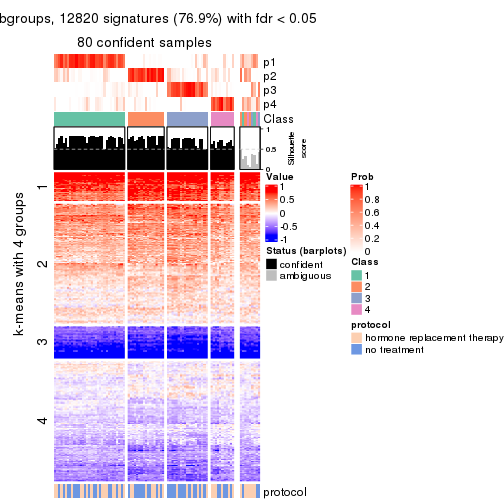 bgroups, 12820 signatures (76.9%) with fdr < 0.05
80 confident samples
p1
p2
p3
p4
Class
1
0.5
0
Silhouette
score
k-means with 4 groups
1
2
3
4
Value
1
0.5
0
-0.5
-1
Status (barplots)
confident
ambiguous
Prob
1
0.8
0.6
0.4
0.2
0
Class
1
2
3
4
protocol
hormone replacement therapy
no treatment
protocol